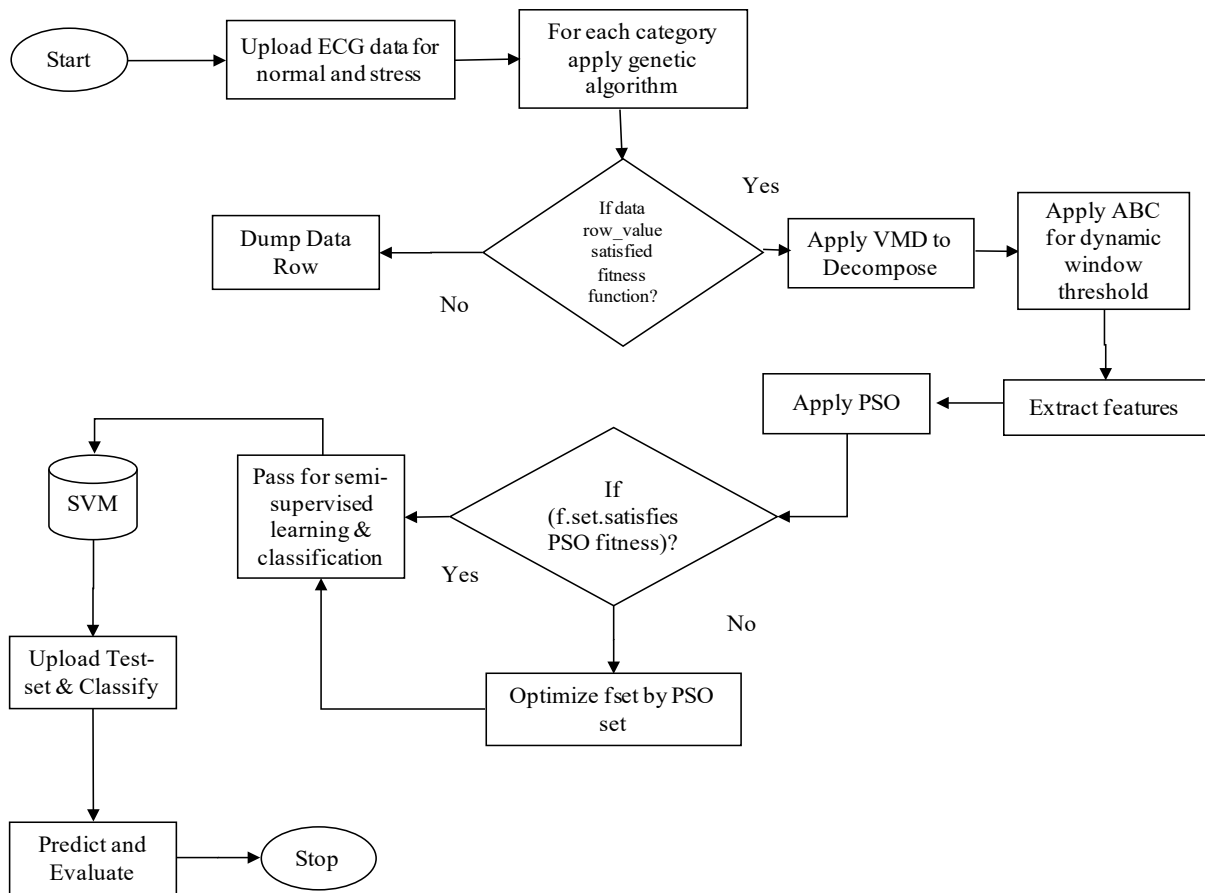 Start
Upload ECG data for
normal and stress
For each category
apply genetic
algorithm
Yes
If data
row_value
satisfied
fitness
function?
Dump Data
Row
No
Apply VMD to
Decompose
Apply ABC
for dynamic
window
threshold
Extract features
Apply PSO
If
(f.set.satisfies
PSO fitness)?
Yes
No
Pass for semi-
supervised
learning &
classification
SVM
Optimize fset by PSO
set
Upload Test-
set & Classify
Predict and
Evaluate
Stop